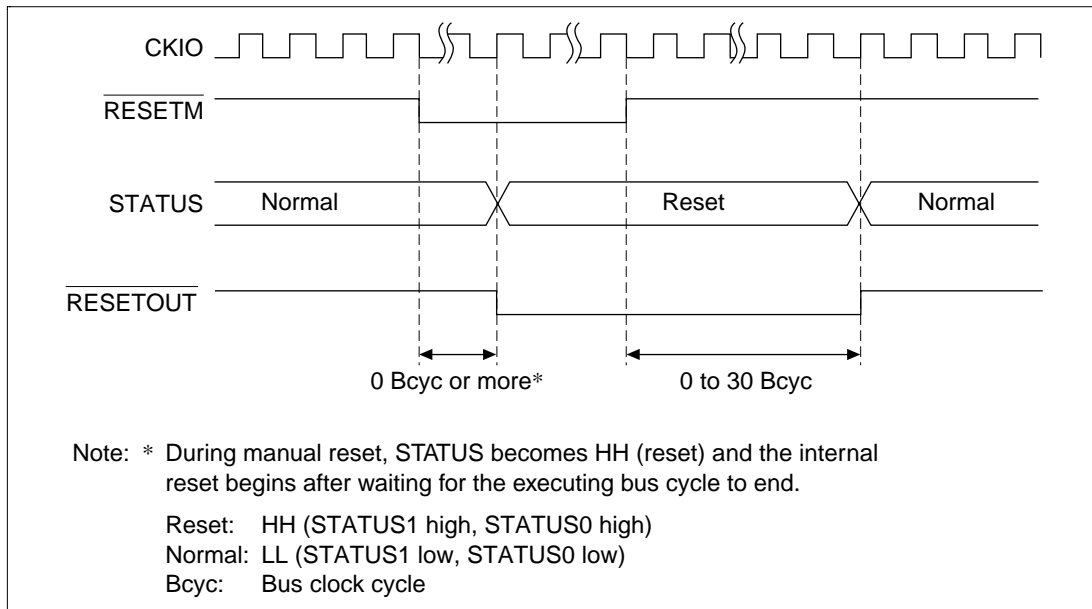 CKIO
RESETM
STATUS Normal Reset Normal
RESETOUT
0 Bcyc or more* 0 to 30 Bcyc
Note: * During manual reset, STATUS becomes HH (reset) and the internal
reset begins after waiting for the executing bus cycle to end.
Reset: HH (STATUS1 high, STATUS0 high)
Normal: LL (STATUS1 low, STATUS0 low)
Bcyc: Bus clock cycle